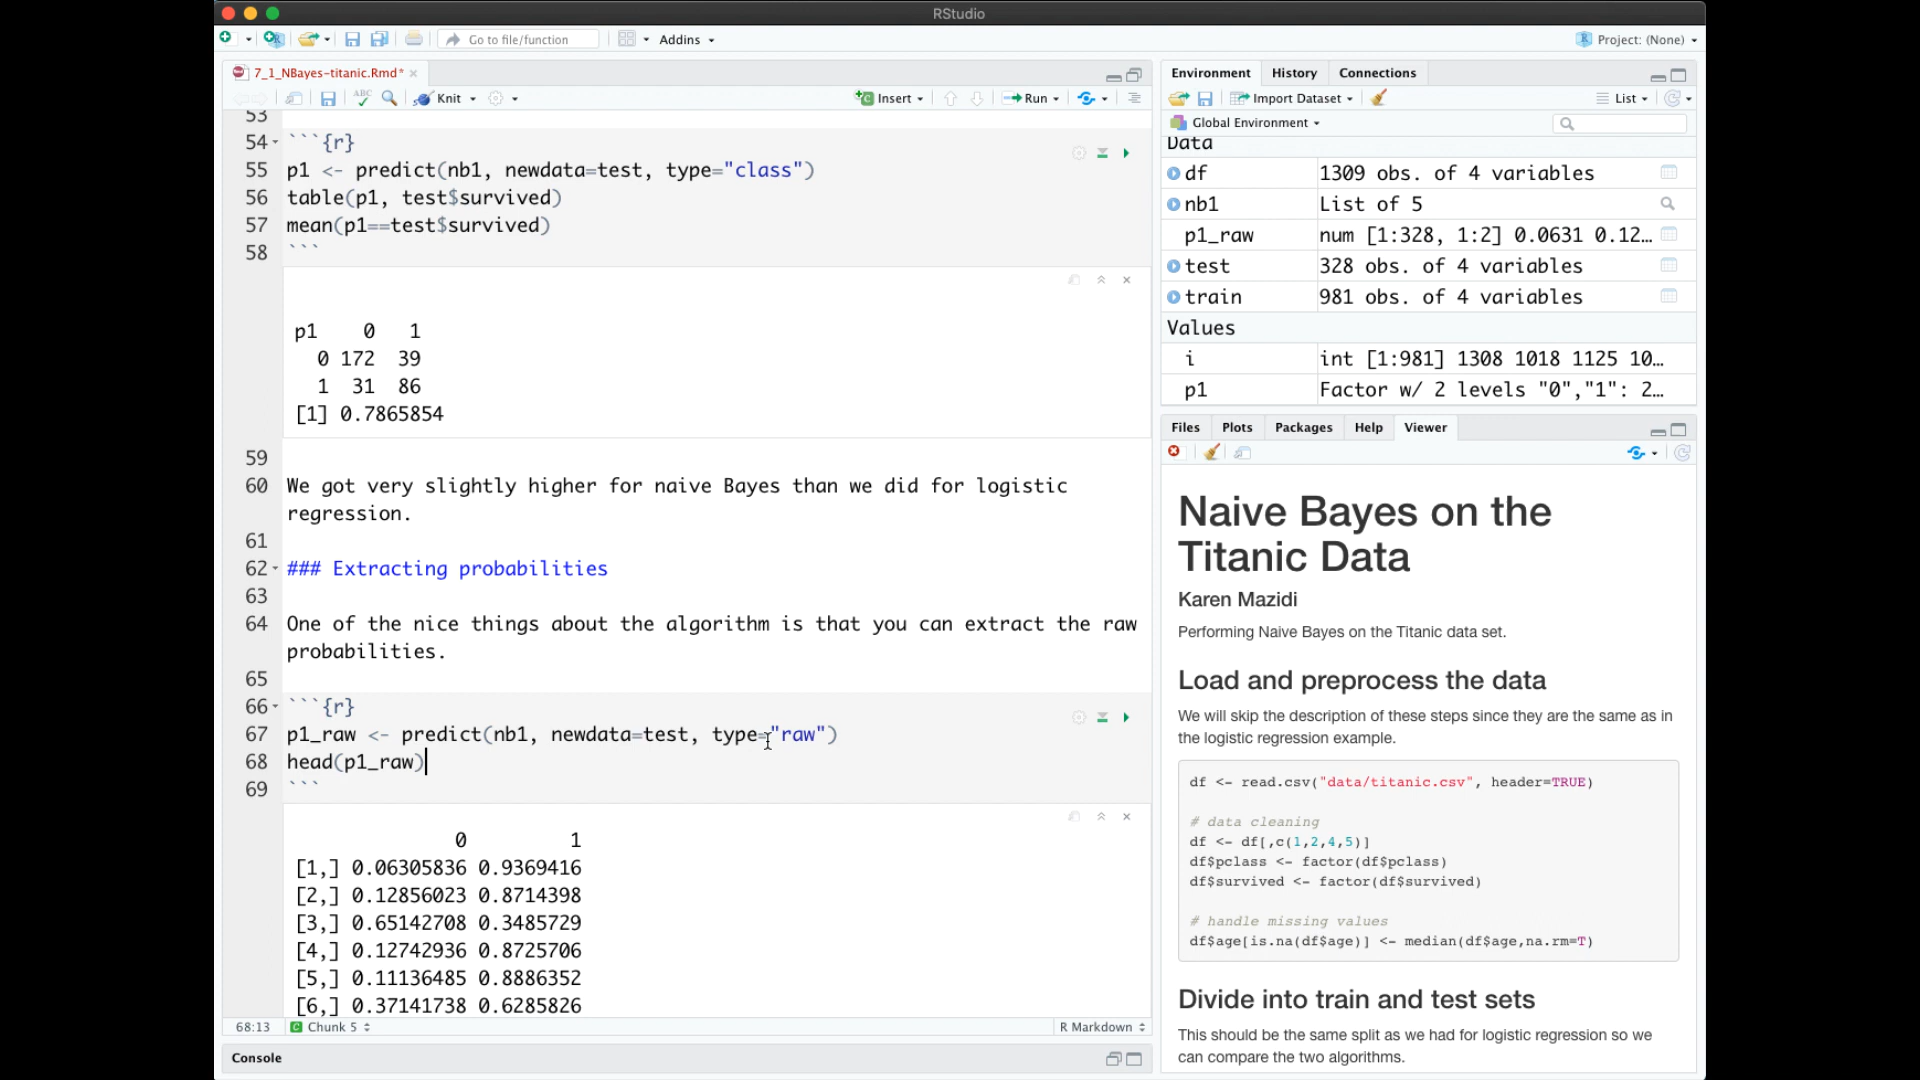 RStudio
Go to file/function
Addins
Project: (None)
7_1_NBayes-titanic.Rmd*
ABC
Knit
Insert
Run
53
54 ```{r}
55 p1 <- predict(nb1, newdata=test, type="class")
56 table(p1, test$survived)
57 mean(p1==test$survived)
58 ```
p1 0 1
0 172 39
1 31 86
[1] 0.7865854
59
60 We got very slightly higher for naive Bayes than we did for logistic
regression.
61
62 ### Extracting probabilities
63
64 One of the nice things about the algorithm is that you can extract the raw
probabilities.
65
66 ```{r}
67 p1_raw <- predict(nb1, newdata=test, type="raw")
68 head(p1_raw)
69 ```
0 1
[1,] 0.06305836 0.9369416
[2,] 0.12856023 0.8714398
[3,] 0.65142708 0.3485729
[4,] 0.12742936 0.8725706
[5,] 0.11136485 0.8886352
[6,] 0.37141738 0.6285826
68:13 Chunk 5 R Markdown
Console
Environment History Connections
Import Dataset List
Global Environment
Data
df 1309 obs. of 4 variables
nb1 List of 5
p1_raw num [1:328, 1:2] 0.0631 0.12…
test 328 obs. of 4 variables
train 981 obs. of 4 variables
Values
i int [1:981] 1308 1018 1125 10…
p1 Factor w/ 2 levels "0","1": 2…
Files Plots Packages Help Viewer
Naive Bayes on the
Titanic Data
Karen Mazidi
Performing Naive Bayes on the Titanic data set.
Load and preprocess the data
We will skip the description of these steps since they are the same as in
the logistic regression example.
df <- read.csv("data/titanic.csv", header=TRUE)
# data cleaning
df <- df[,c(1,2,4,5)]
df$pclass <- factor(df$pclass)
df$survived <- factor(df$survived)
# handle missing values
df$age[is.na(df$age)] <- median(df$age,na.rm=T)
Divide into train and test sets
This should be the same split as we had for logistic regression so we
can compare the two algorithms.